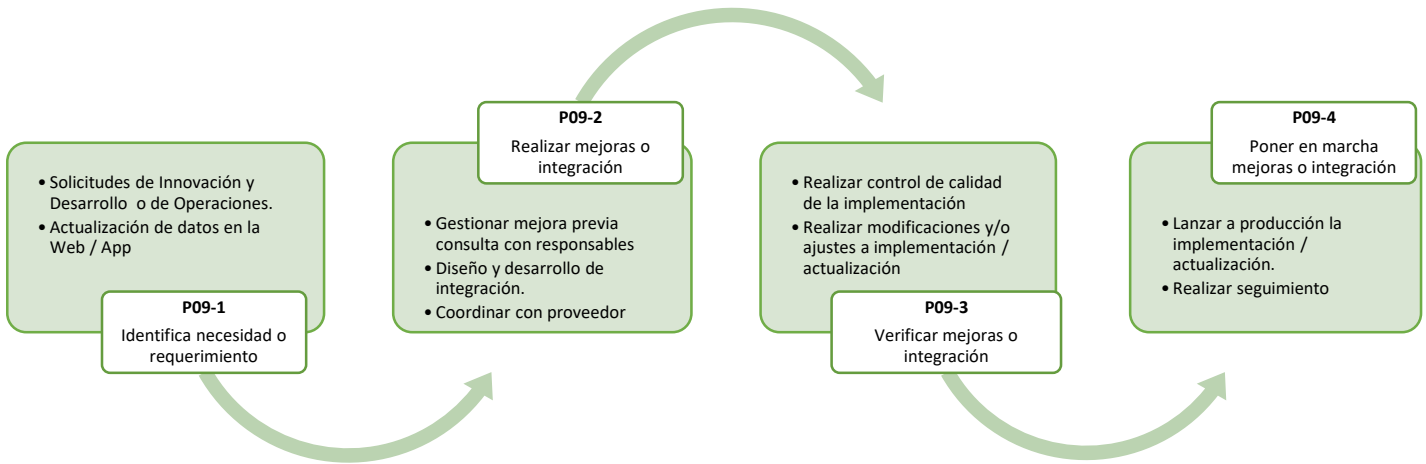 • Solicitudes de Innovación y
Desarrollo o de Operaciones.
• Actualización de datos en la
Web / App
P09-1
Identifica necesidad o
requerimiento
P09-2
Realizar mejoras o
integración
• Gestionar mejora previa
consulta con responsables
• Diseño y desarrollo de
integración.
• Coordinar con proveedor
• Realizar control de calidad
de la implementación
• Realizar modificaciones y/o
ajustes a implementación /
actualización
P09-3
Verificar mejoras o
integración
P09-4
Poner en marcha
mejoras o integración
• Lanzar a producción la
implementación /
actualización.
• Realizar seguimiento